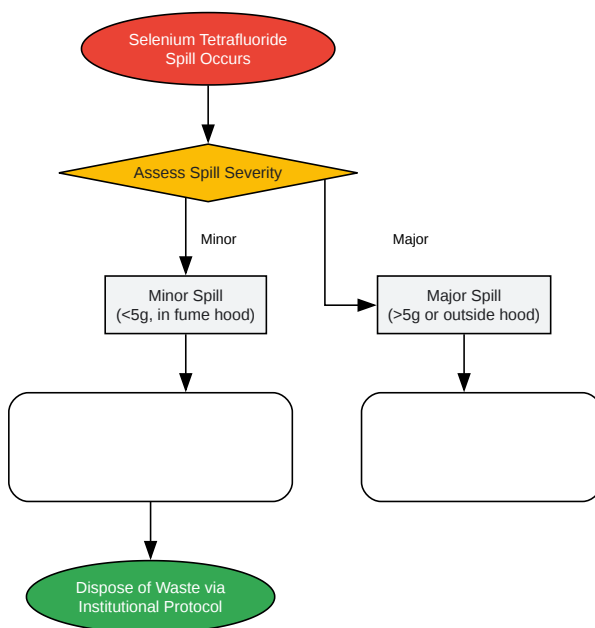 Selenium Tetrafluoride
Spill Occurs
Assess Spill Severity
Minor
Major
Minor Spill
(<5g, in fume hood)
Major Spill
(>5g or outside hood)
Dispose of Waste via
Institutional Protocol